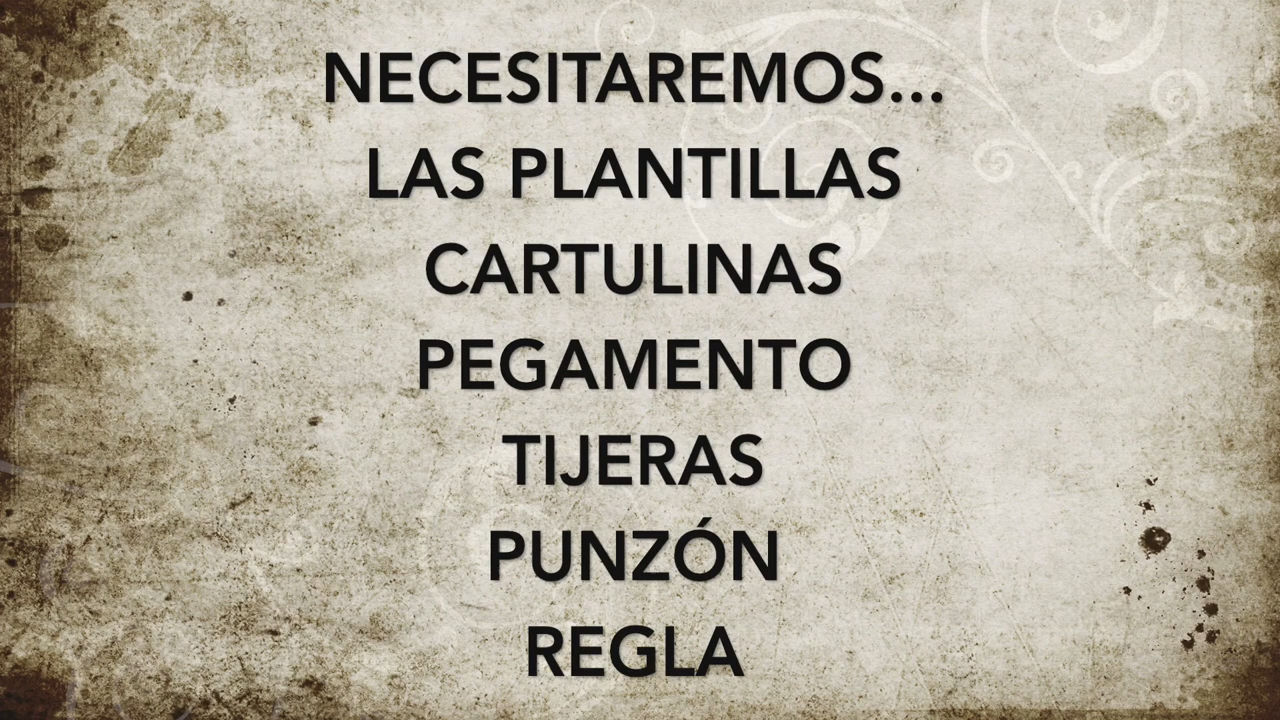 NECESITAREMOS...
LAS PLANTILLAS
CARTULINAS
PEGAMENTO
TIJERAS
PUNZÓN
REGLA